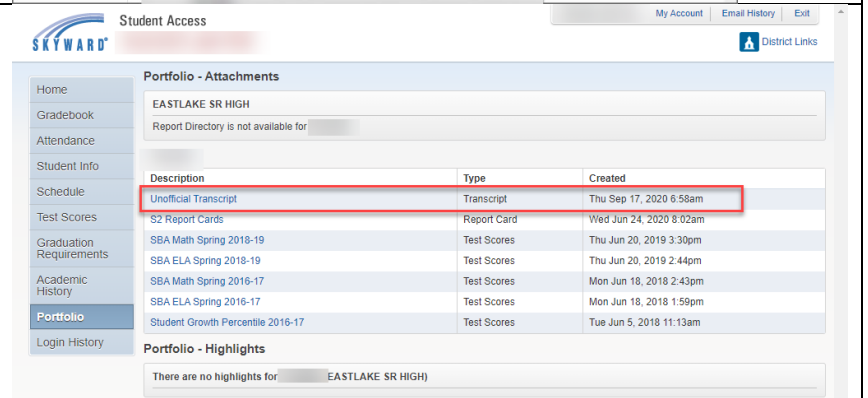 Student Access
My Account Email History Exit
SKYWARD®
District Links
Portfolio - Attachments
Home
EASTLAKE SR HIGH
Gradebook
Report Directory is not available for
Attendance
Student Info
Description Type Created
Schedule
Unofficial Transcript Transcript Thu Sep 17, 2020 6:58am
Test Scores
S2 Report Cards Report Card Wed Jun 24, 2020 8:02am
Graduation Requirements
SBA Math Spring 2018-19 Test Scores Thu Jun 20, 2019 3:30pm
SBA ELA Spring 2018-19 Test Scores Thu Jun 20, 2019 2:44pm
Academic History
SBA Math Spring 2016-17 Test Scores Mon Jun 18, 2018 2:43pm
SBA ELA Spring 2016-17 Test Scores Mon Jun 18, 2018 1:59pm
Portfolio
Student Growth Percentile 2016-17 Test Scores Tue Jun 5, 2018 11:13am
Login History
Portfolio - Highlights
There are no highlights for EASTLAKE SR HIGH)